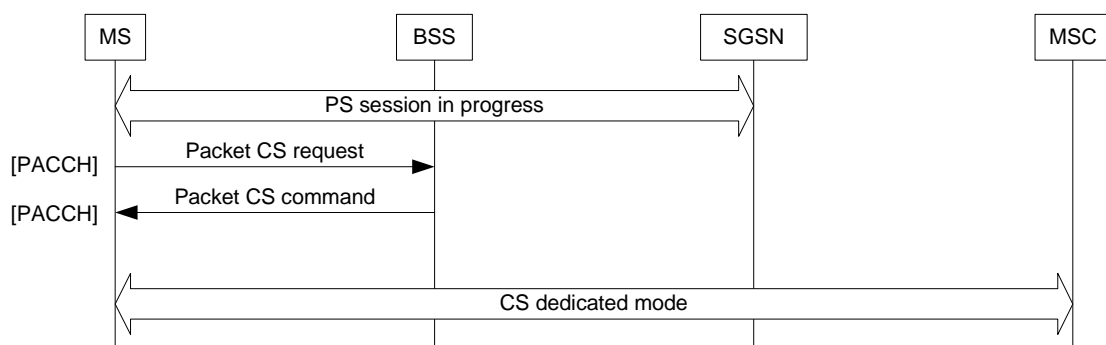 MS
BSS
SGSN
MSC
PS session in progress
[PACCH]
Packet CS request
[PACCH]
Packet CS command
CS dedicated mode